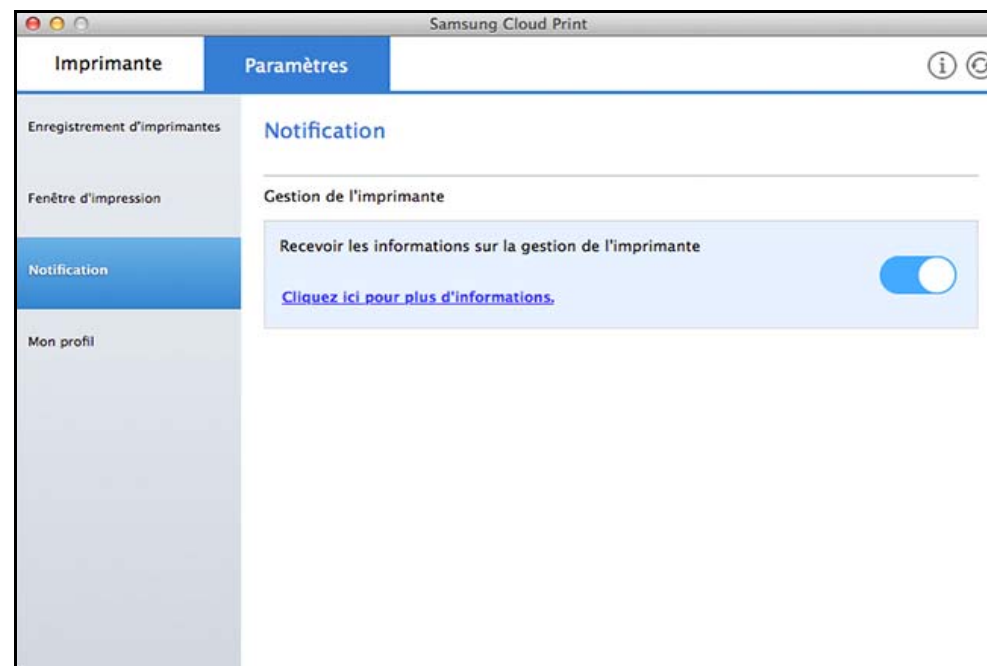 Samsung Cloud Print
Imprimante
Paramètres
Enregistrement d'imprimantes
Fenêtre d'impression
Notification
Mon profil
Notification
Gestion de l'imprimante
Recevoir les informations sur la gestion de l'imprimante
Cliquez ici pour plus d'informations.